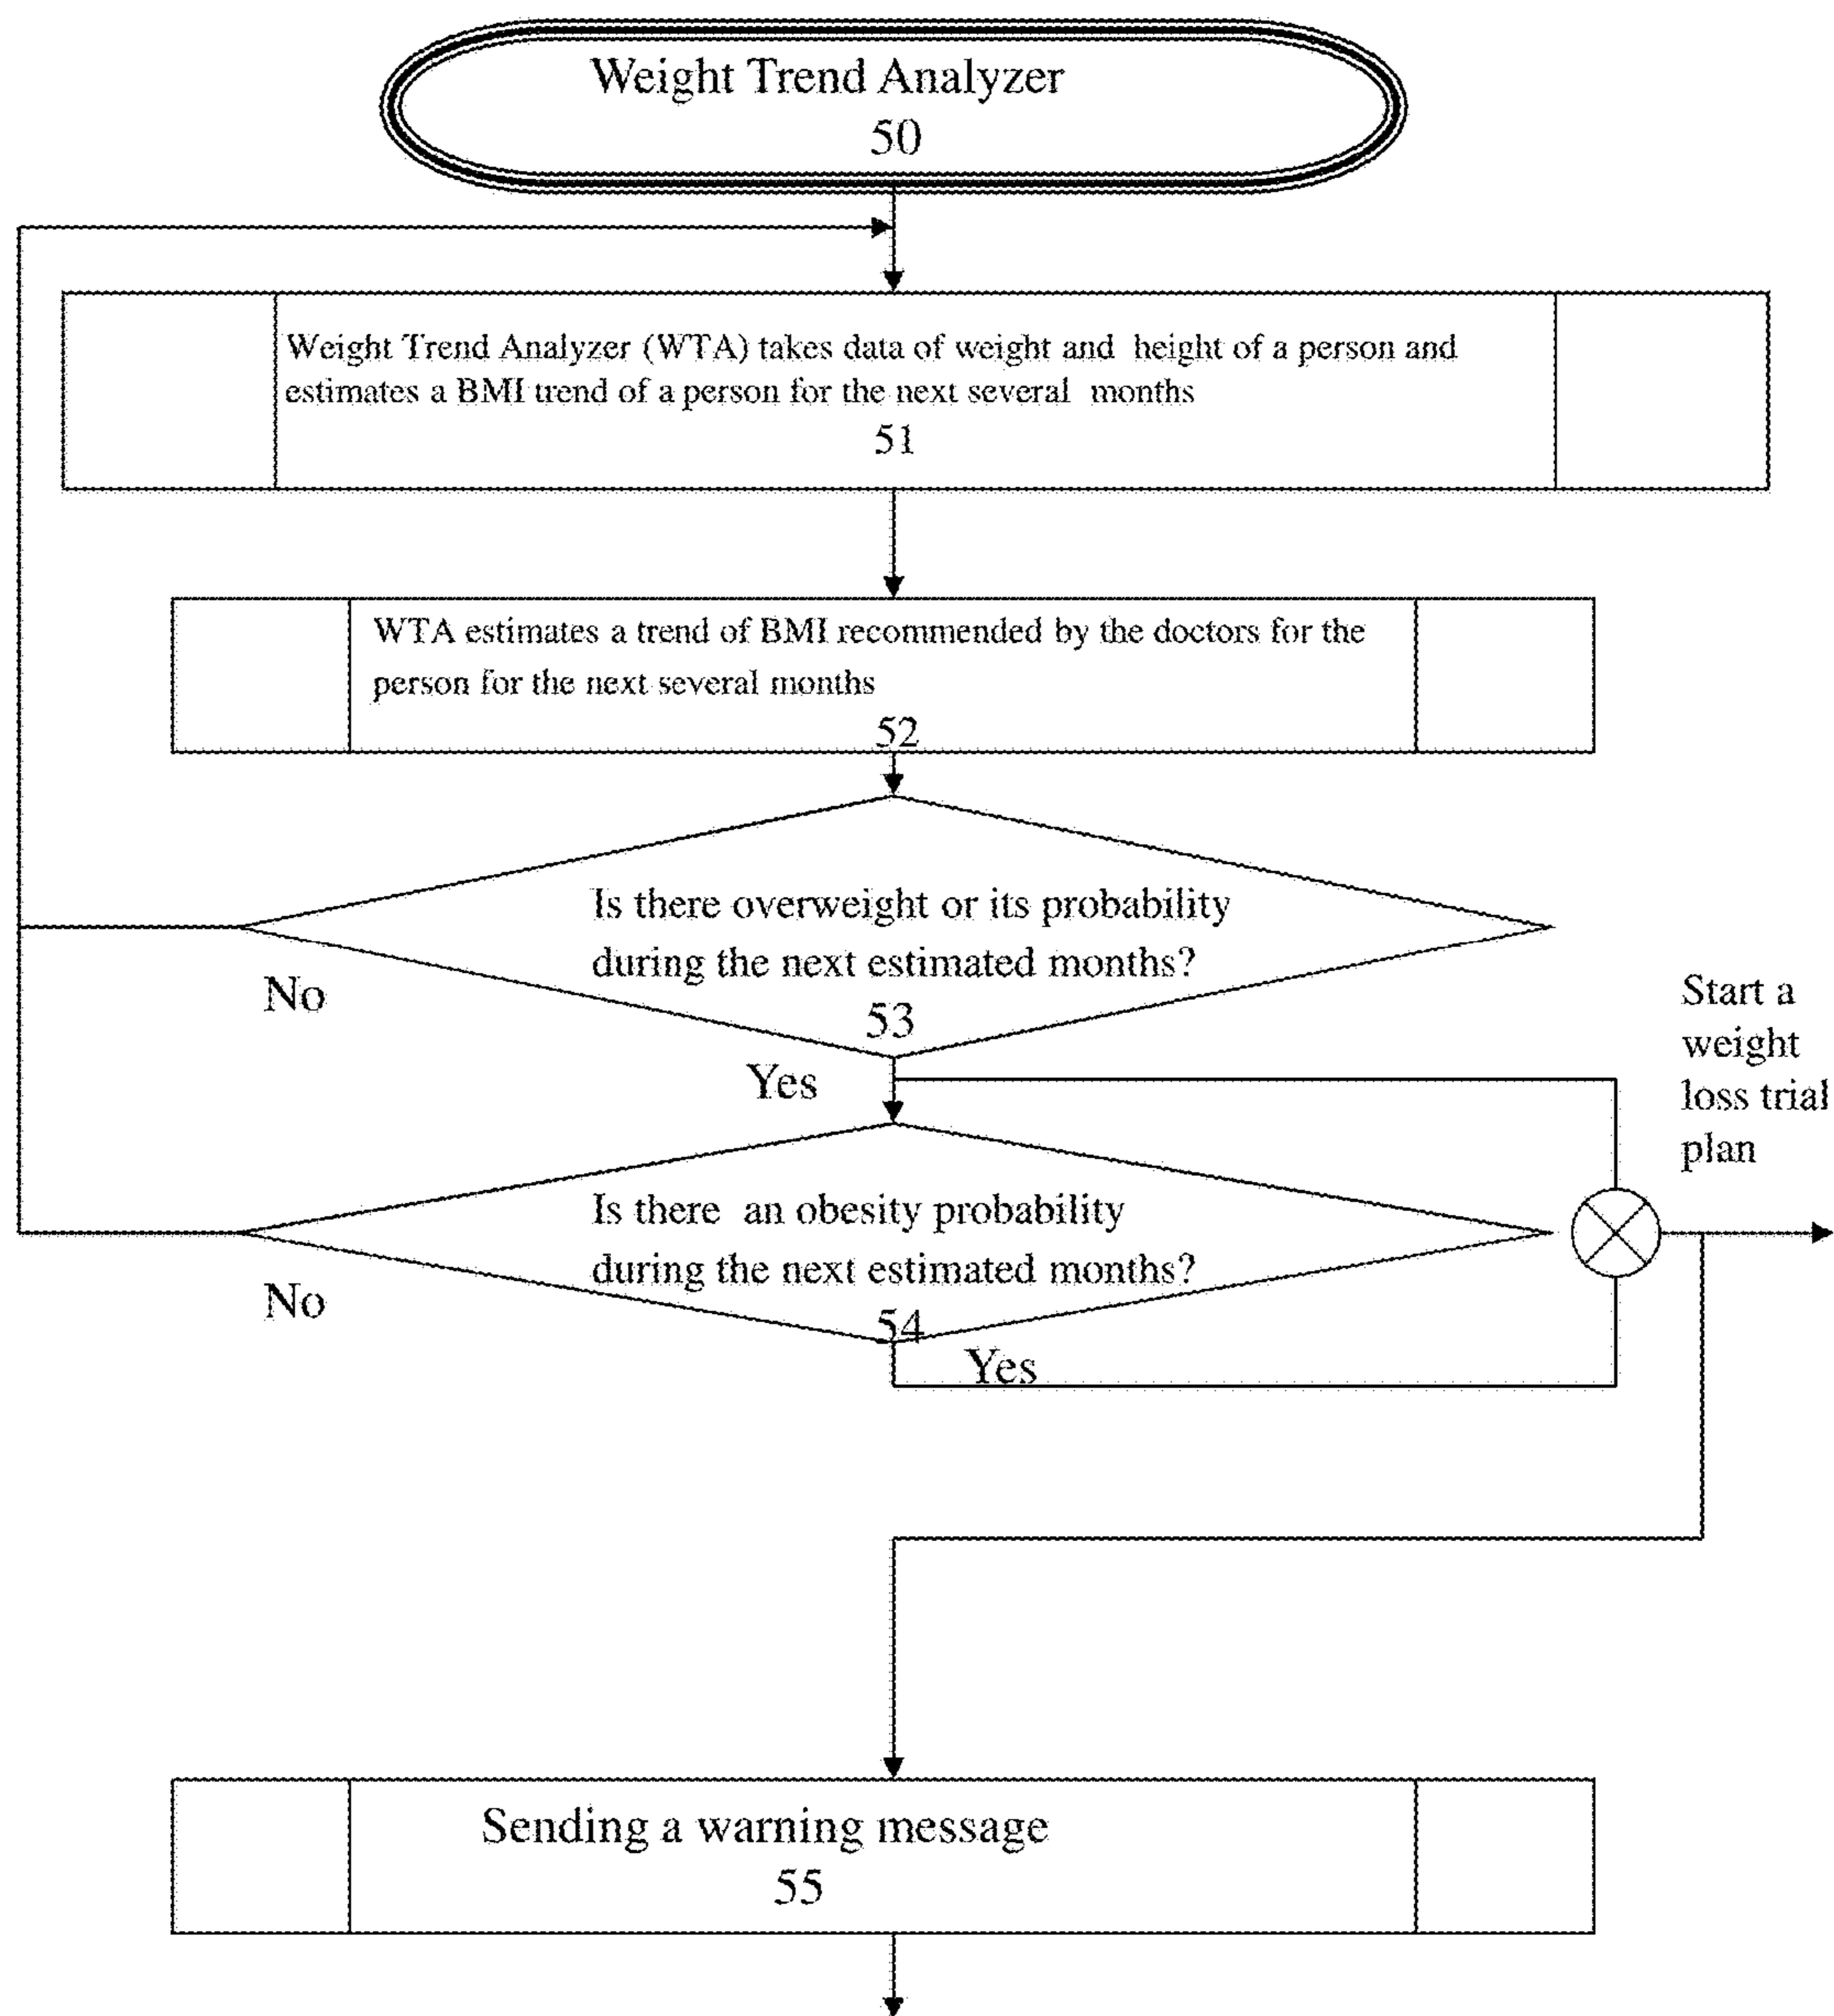 Weight Trend Analyzer
50
Weight Trend Analyzer (WTA) takes data of weight and height of a person and
estimates a BMI trend of a person for the next several months
51
WTA estimates a trend of BMI recommended by the doctors for the
person for the next several months
52
Is there overweight or its probability
during the next estimated months?
53
No
Yes
Start a
weight
loss trial
plan
Is there an obesity probability
during the next estimated months?
54
No
Yes
Sending a warning message
55